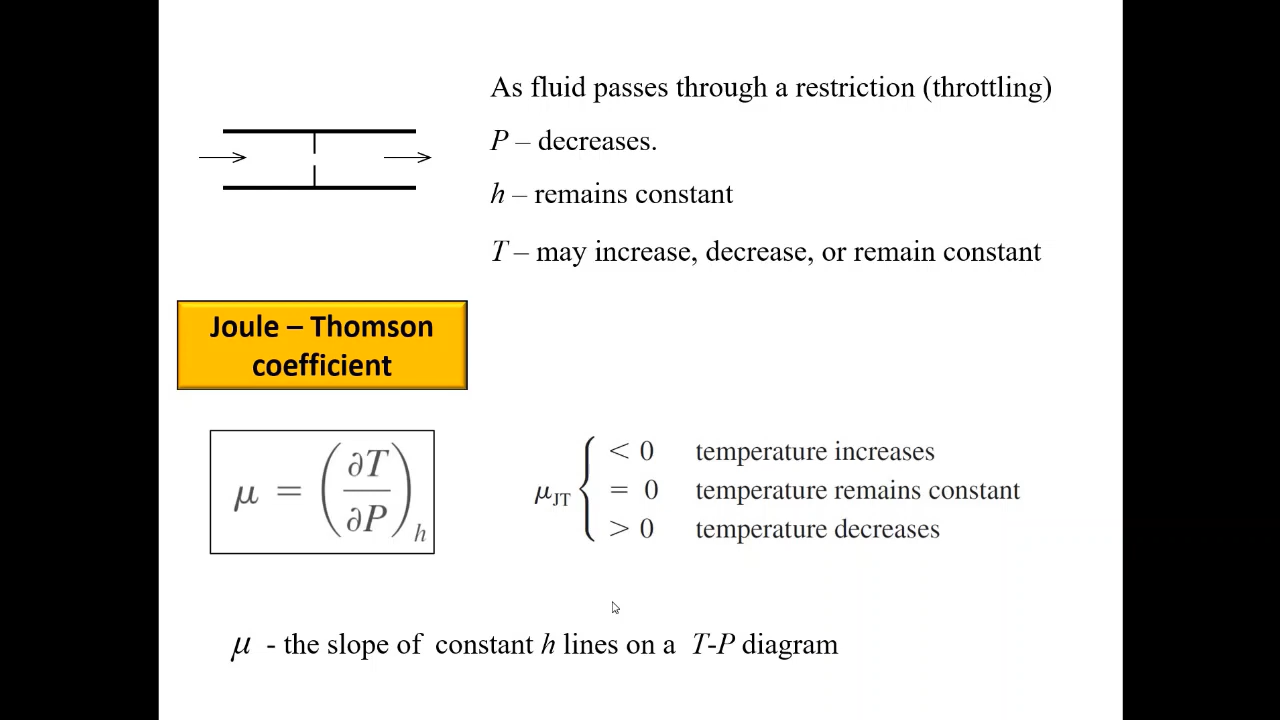 As fluid passes through a restriction (throttling)
P – decreases.
h – remains constant
T – may increase, decrease, or remain constant
Joule – Thomson
coefficient
μ = (∂T/∂P)h
μJT { < 0 temperature increases
= 0 temperature remains constant
> 0 temperature decreases
μ - the slope of constant h lines on a T-P diagram